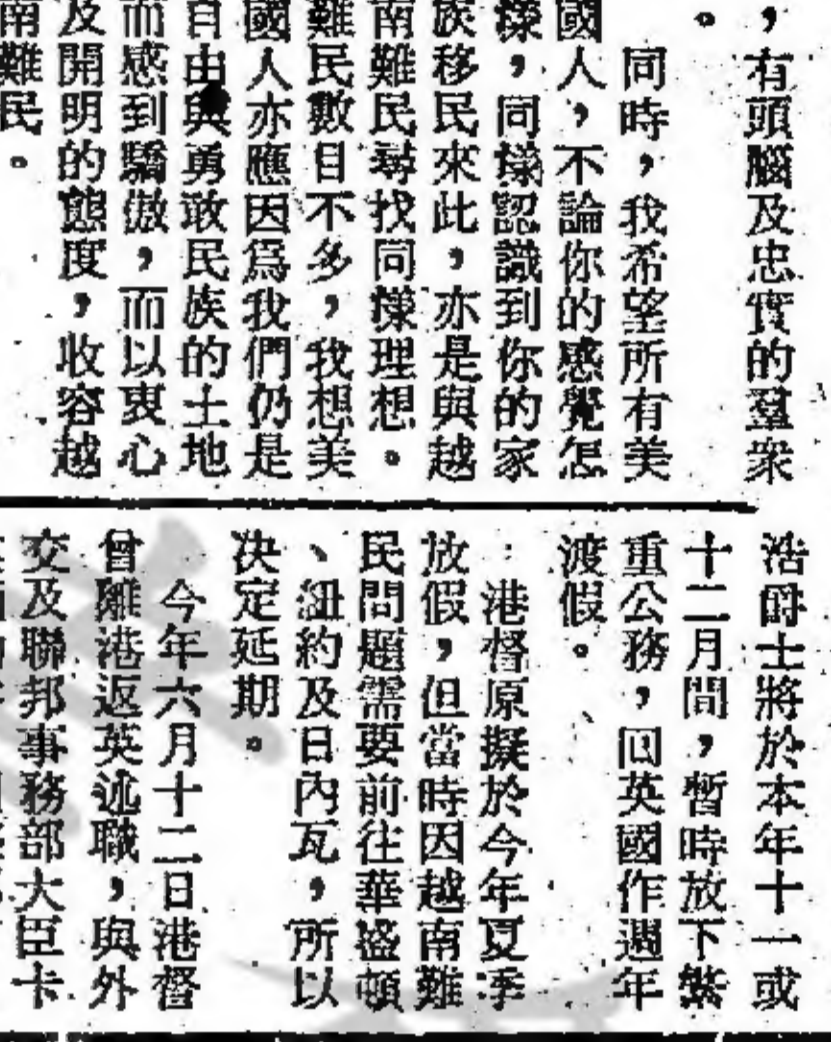 ，有頭腦及忠實的羣衆
。
同時，我希望所有美
國人，不論你的感覺怎
樣，同樣認識到你的家
族移民來此，亦是與越
南難民尋找同樣理想。
難民數目不多，我想美
國人亦應因爲我們仍是
自由與勇敢民族的土地
而感到驕傲，而以衷心
及開明的態度，收容越
南難民。
浩爵士將於本年十一或
十二月間，暫時放下繁
重公務，回英國作週年
渡假。
港督原擬於今年夏季
放假，但當時因越南難
民問題需要前往華盛頓
、紐約及日內瓦，所以
決定延期。
今年六月十二日港督
曾離港返英述職，與外
交及聯邦事務部大臣卡